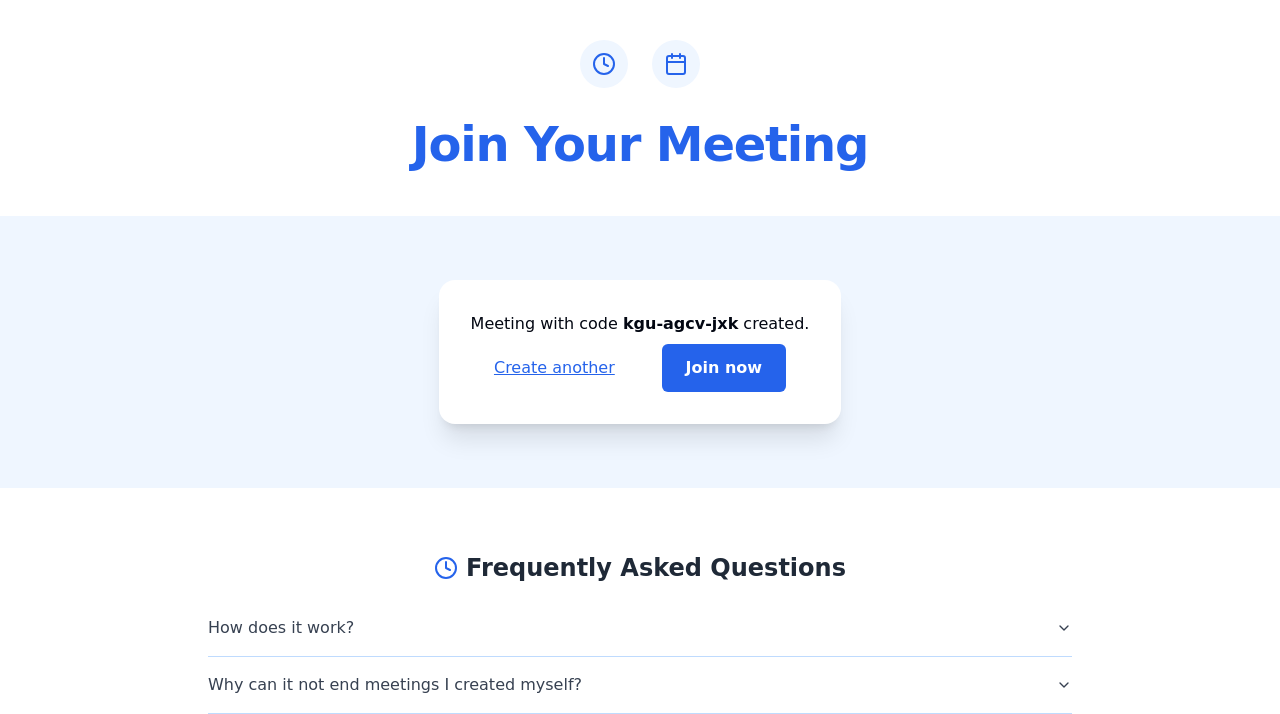 Join Your Meeting
Meeting with code kgu-agcv-jxk created.
Create another
Join now
Frequently Asked Questions
How does it work?
Why can it not end meetings I created myself?